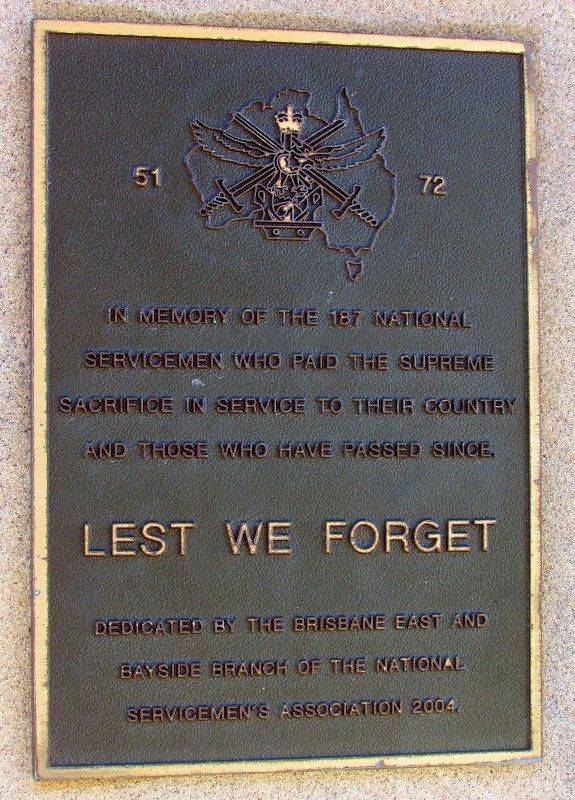 51 72
IN MEMORY OF THE 187 NATIONAL
SERVICEMEN WHO PAID THE SUPREME
SACRIFICE IN SERVICE TO THEIR COUNTRY
AND THOSE WHO HAVE PASSED SINCE.
LEST WE FORGET
DEDICATED BY THE BRISBANE EAST AND
BAYSIDE BRANCH OF THE NATIONAL
SERVICEMEN'S ASSOCIATION 2004.